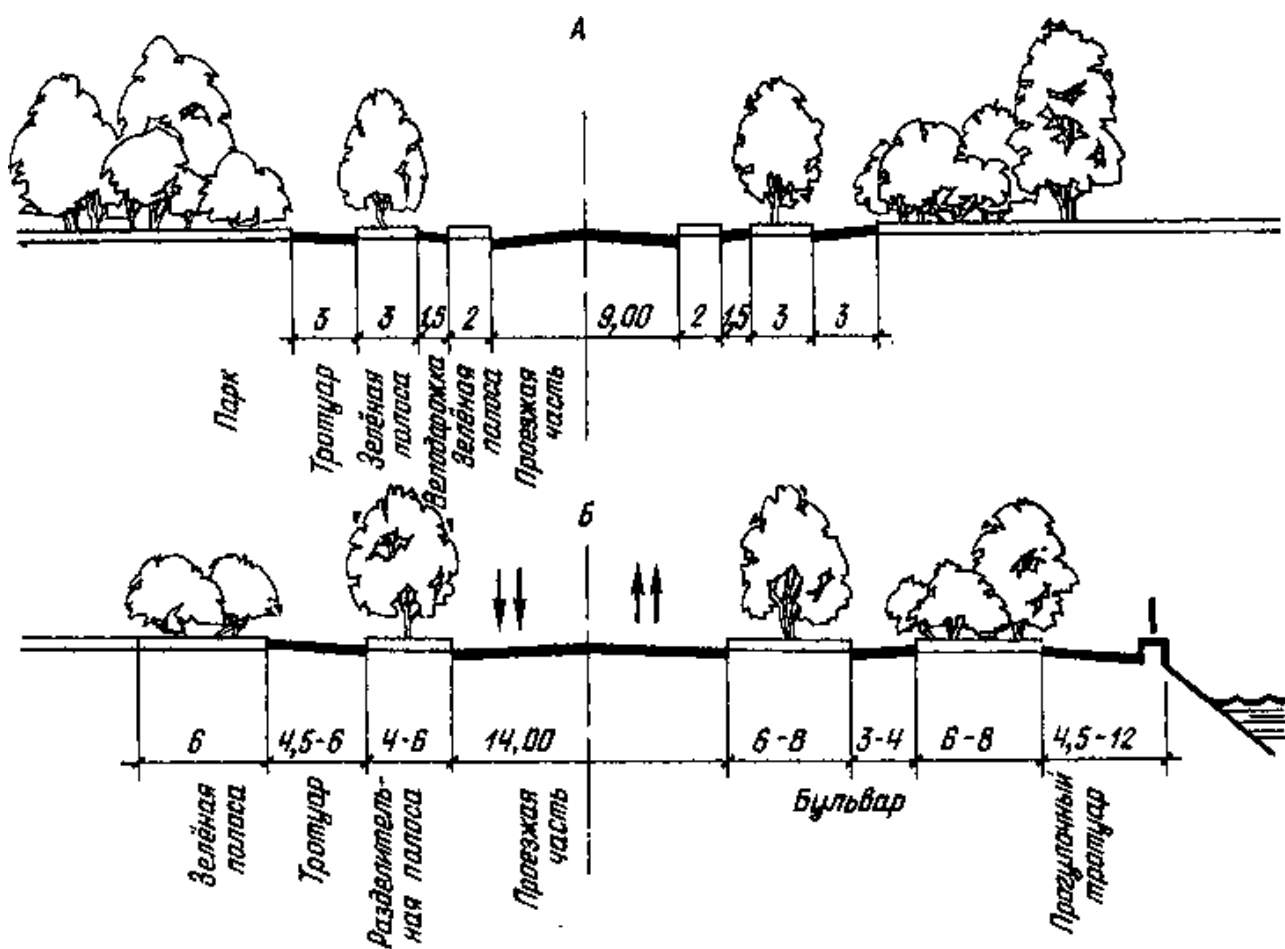 А
3 3 1,5 2 9,00 2 1,5 3 3
Парк
Тротуар
Зелёная
полоса
Велодорожка
Зелёная
полоса
Проезжая
часть
Б
6 4,5-6 4-6 14,00 6-8 3-4 6-8 4,5-12
Зелёная
полоса
Тротуар
Разделитель-
ная полоса
Проезжая
часть
Бульвар
Прогулочный
тротуар